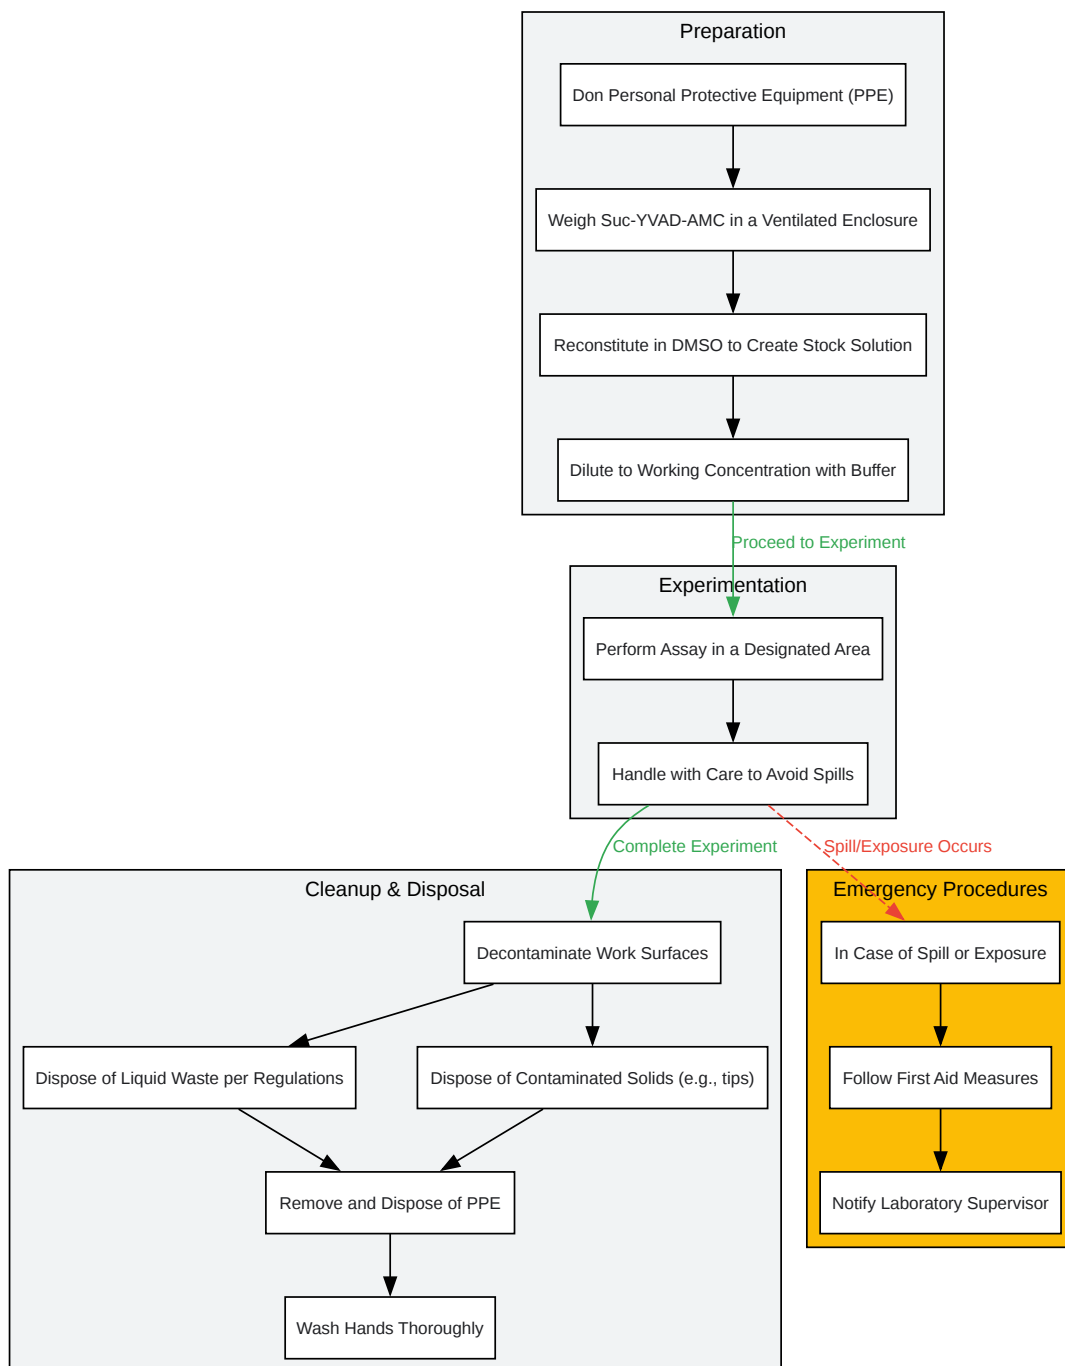 Preparation
Don Personal Protective Equipment (PPE)
Weigh Suc-YVAD-AMC in a Ventilated Enclosure
Reconstitute in DMSO to Create Stock Solution
Dilute to Working Concentration with Buffer
Proceed to Experiment
Experimentation
Perform Assay in a Designated Area
Handle with Care to Avoid Spills
Complete Experiment
Spill/Exposure Occurs
Cleanup & Disposal
Decontaminate Work Surfaces
Dispose of Liquid Waste per Regulations
Dispose of Contaminated Solids (e.g., tips)
Remove and Dispose of PPE
Wash Hands Thoroughly
Emergency Procedures
In Case of Spill or Exposure
Follow First Aid Measures
Notify Laboratory Supervisor